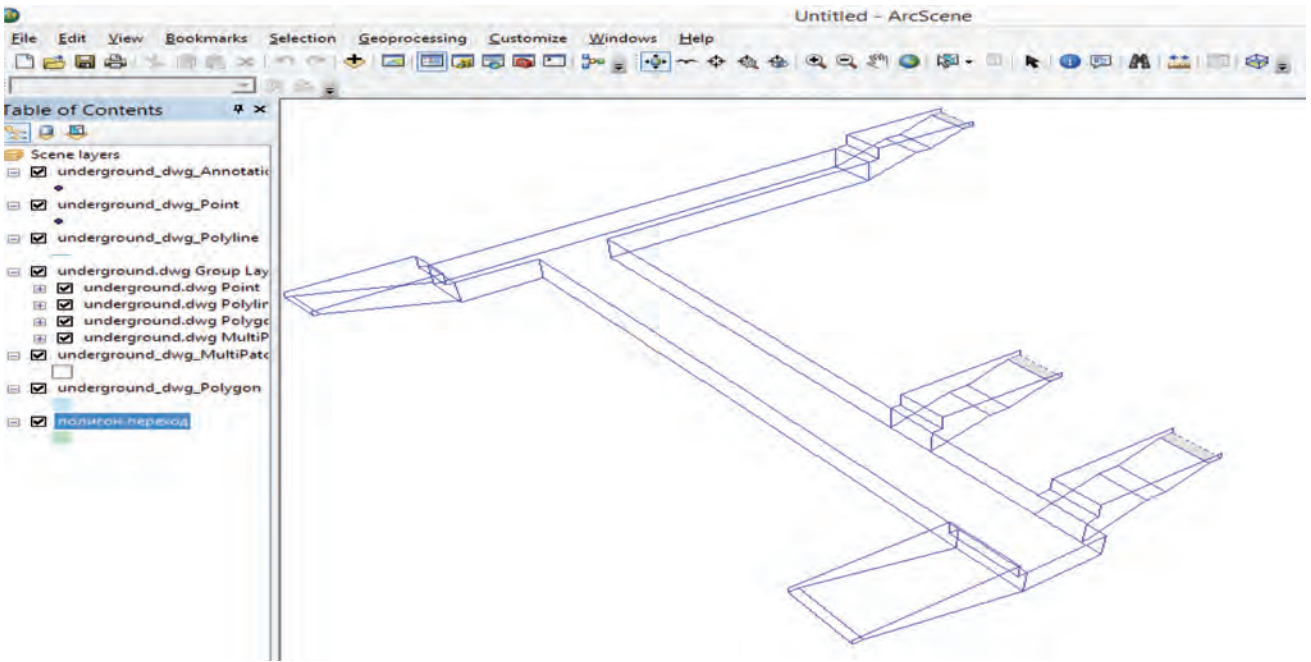 Untitled - ArcScene
File Edit View Bookmarks Selection Geoprocessing Customize Windows Help
Table of Contents
Scene layers
underground_dwg_Annotatic
underground_dwg_Point
underground_dwg_Polyline
underground.dwg Group Lay
underground.dwg Point
underground.dwg Polylir
underground.dwg Polygc
underground.dwg MultiP
underground_dwg_MultiPatc
underground_dwg_Polygon
полигон.переход